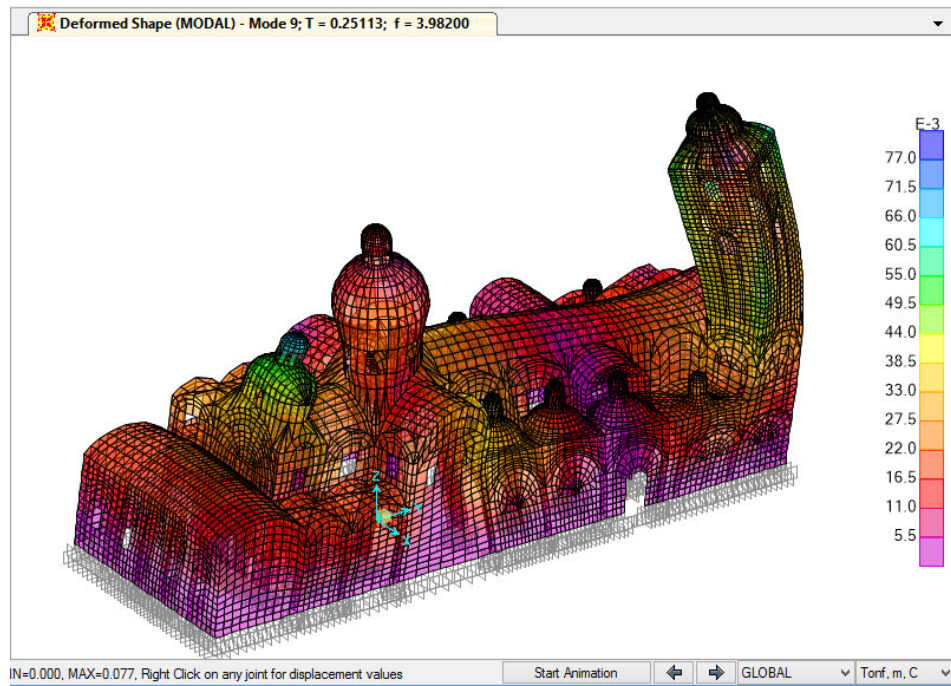 Deformed Shape (MODAL) - Mode 9; T = 0.25113; f = 3.98200
E-3
77.0
71.5
66.0
60.5
55.0
49.5
44.0
38.5
33.0
27.5
22.0
16.5
11.0
5.5
Z
Y
X
IN=0.000, MAX=0.077, Right Click on any joint for displacement values
Start Animation
GLOBAL
Tonf, m, C